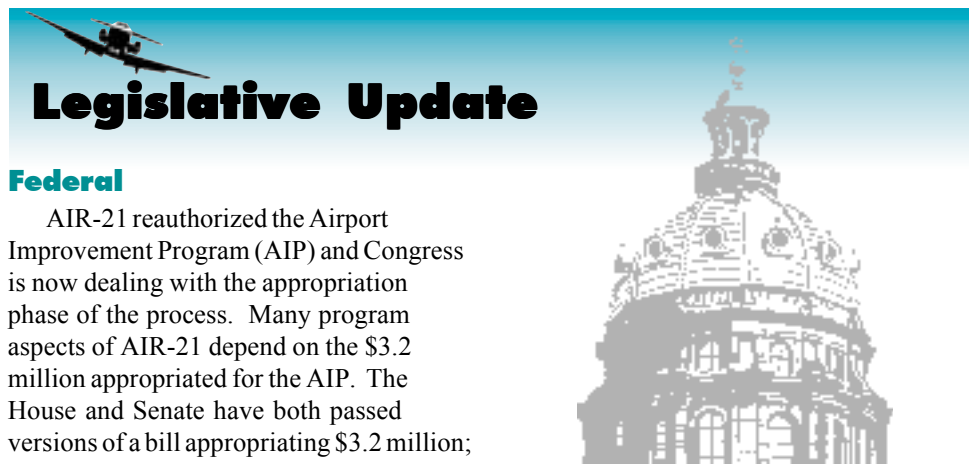 Legislative Update
Federal
AIR-21 reauthorized the Airport
Improvement Program (AIP) and Congress
is now dealing with the appropriation
phase of the process. Many program
aspects of AIR-21 depend on the $3.2
million appropriated for the AIP. The
House and Senate have both passed
versions of a bill appropriating $3.2 million;